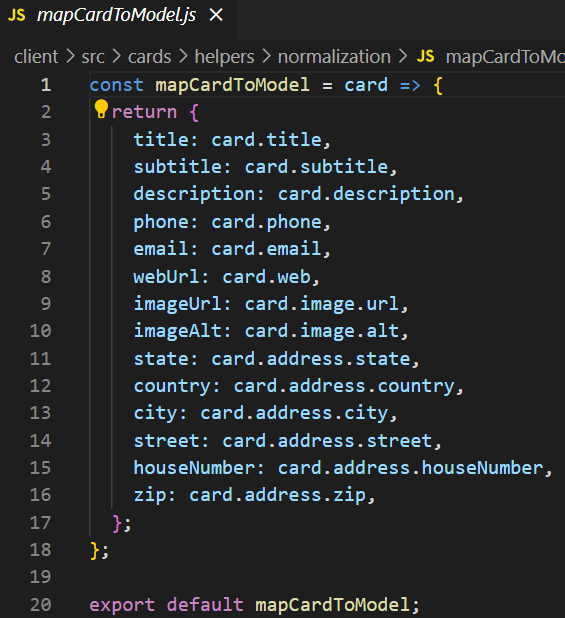 JS mapCardToModel.js ×
client > src > cards > helpers > normalization > JS mapCardToMo
1 const mapCardToModel = card => {
2   return {
3     title: card.title,
4     subtitle: card.subtitle,
5     description: card.description,
6     phone: card.phone,
7     email: card.email,
8     webUrl: card.web,
9     imageUrl: card.image.url,
10     imageAlt: card.image.alt,
11     state: card.address.state,
12     country: card.address.country,
13     city: card.address.city,
14     street: card.address.street,
15     houseNumber: card.address.houseNumber,
16     zip: card.address.zip,
17   };
18 };
19
20 export default mapCardToModel;